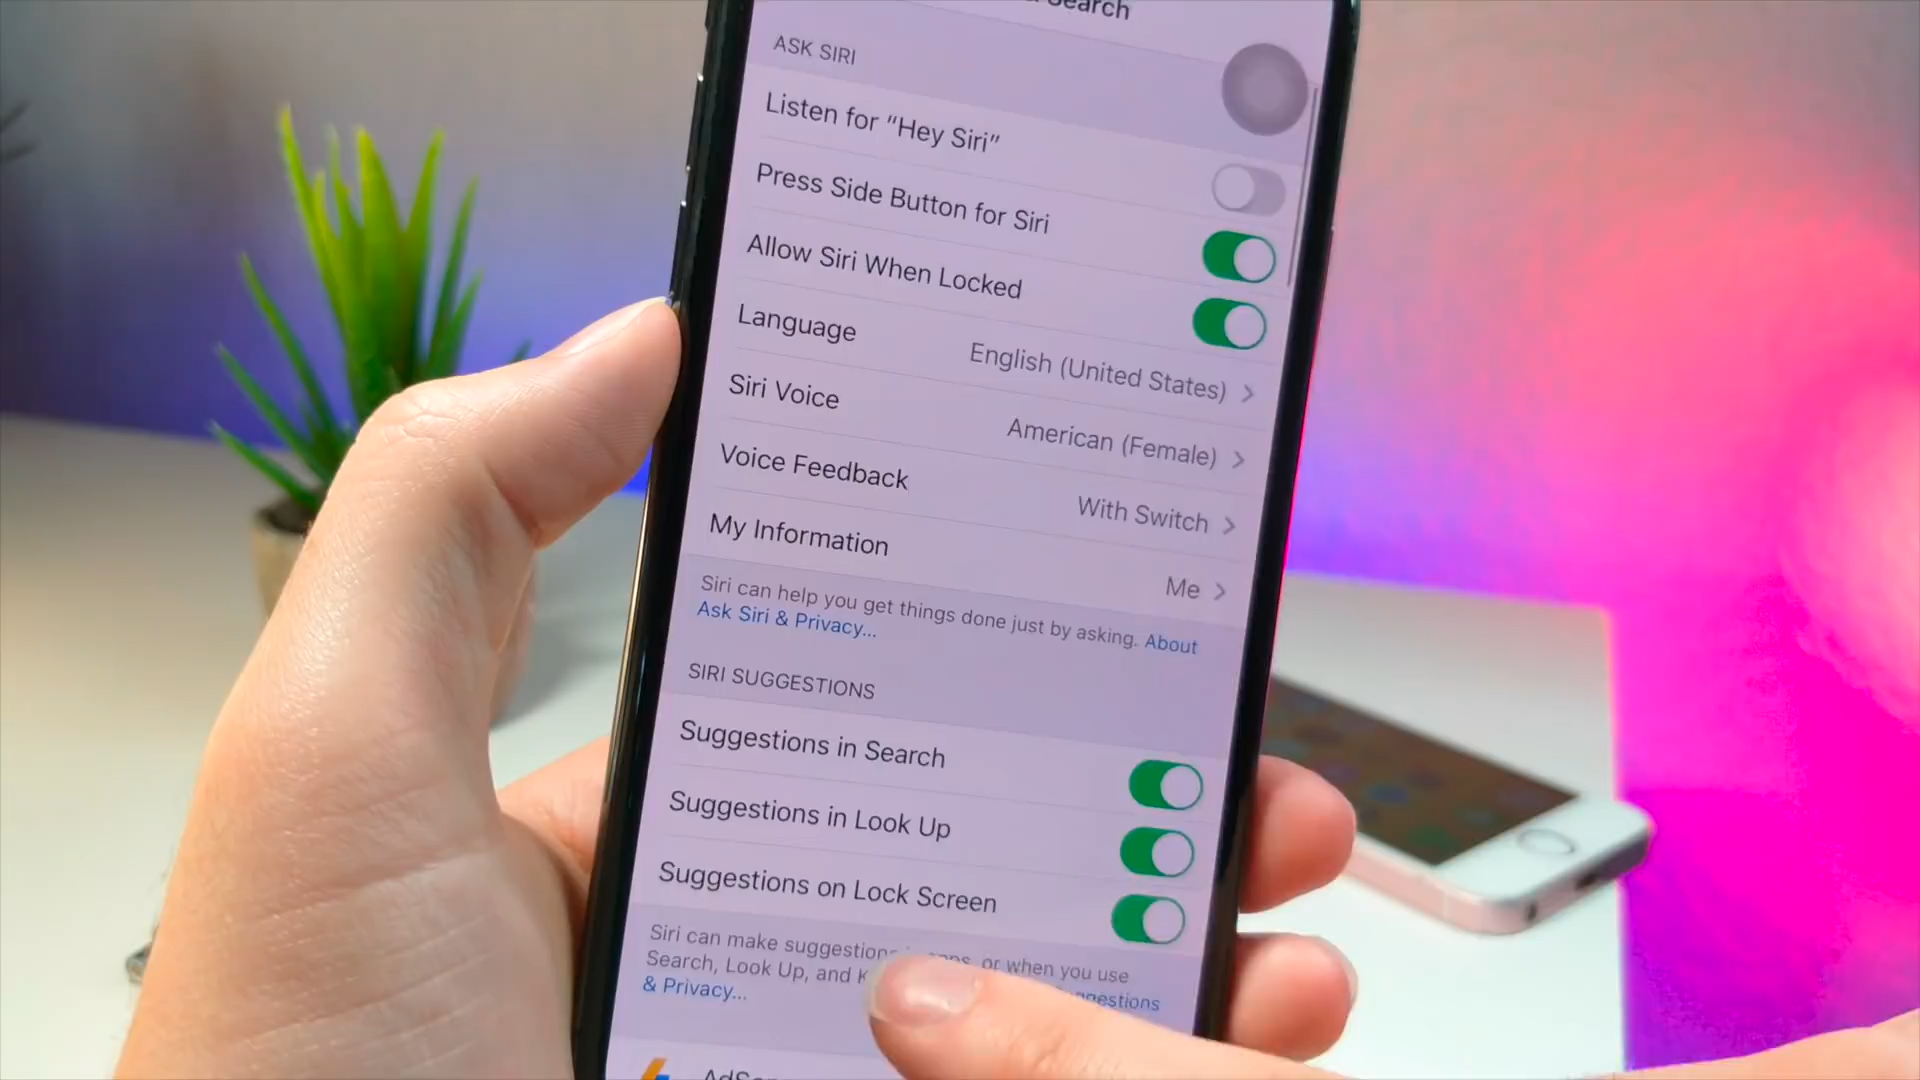 Search
ASK SIRI
Listen for “Hey Siri”
Press Side Button for Siri
Allow Siri When Locked
Language English (United States)
Siri Voice American (Female)
Voice Feedback With Switch
My Information Me
Siri can help you get things done just by asking. About
Ask Siri & Privacy...
SIRI SUGGESTIONS
Suggestions in Search
Suggestions in Look Up
Suggestions on Lock Screen
Siri can make suggestions or when you use
Search, Look Up, and
& Privacy...